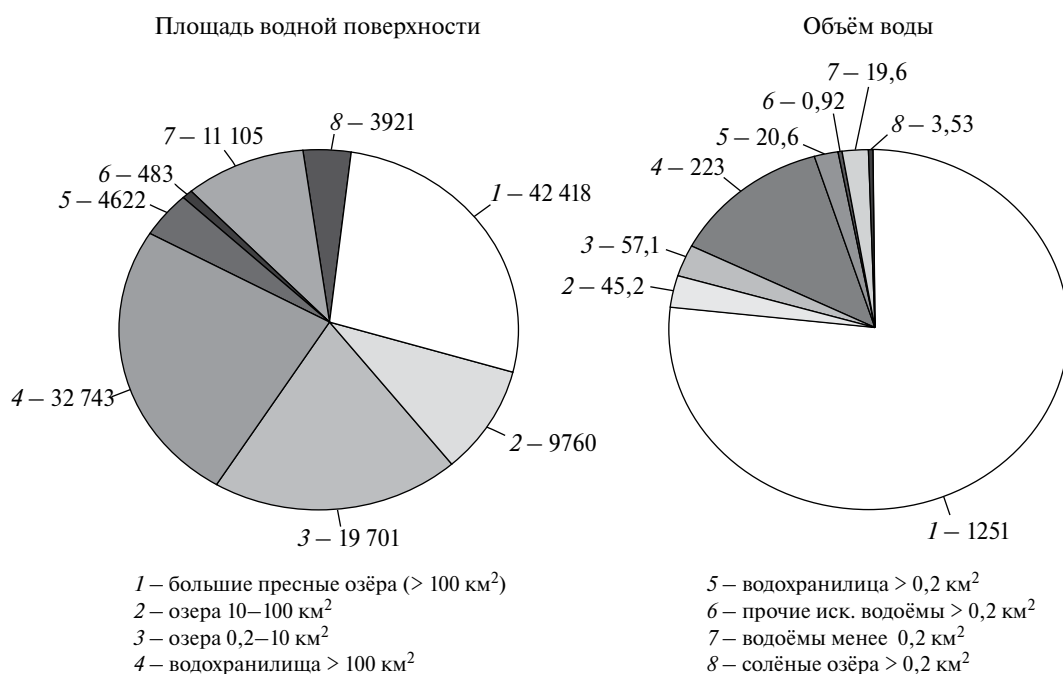 Площадь водной поверхности
7 – 11 105
8 – 3921
6 – 483
5 – 4622
1 – 42 418
4 – 32 743
2 – 9760
3 – 19 701
Объём воды
7 – 19,6
6 – 0,92
5 – 20,6
8 – 3,53
4 – 223
3 – 57,1
2 – 45,2
1 – 1251
1 – большие пресные озёра (> 100 км²)
2 – озера 10–100 км²
3 – озера 0,2–10 км²
4 – водохранилища > 100 км²
5 – водохранилица > 0,2 км²
6 – прочие иск. водоёмы > 0,2 км²
7 – водоёмы менее 0,2 км²
8 – солёные озёра > 0,2 км²